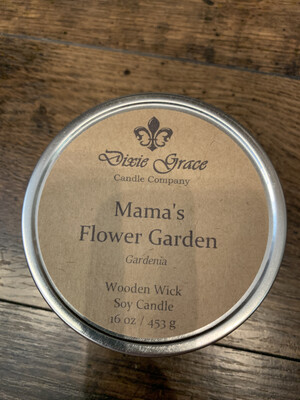 Dixie Grace
Candle Company
Mama's
Flower Garden
Gardenia
Wooden Wick
Soy Candle
16 oz / 453 g